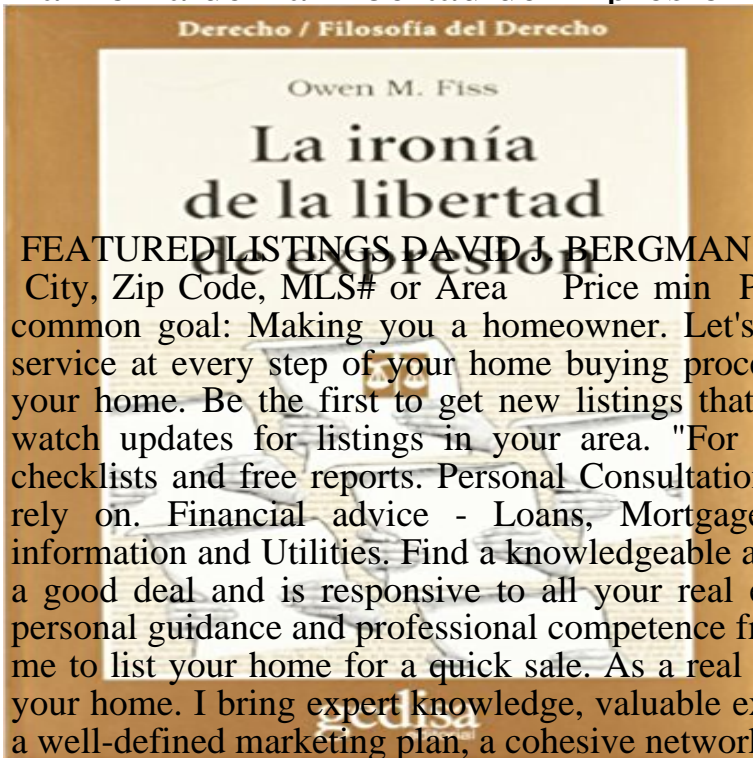 Derecho / Filosofía del Derecho
Owen M. Fiss
La ironía
de la libertad
de expresión
FEATURED LISTINGS DAVID J. BERGMAN
City, Zip Code, MLS# or Area Price min
common goal: Making you a homeowner. Let's
service at every step of your home buying
your home. Be the first to get new listings that
watch updates for listings in your area. "For
checklists and free reports. Personal
rely on. Financial advice - Loans,
information and Utilities. Find a knowledgeable
a good deal and is responsive to all your real
personal guidance and professional competence
me to list your home for a quick sale. As a real
your home. I bring expert knowledge, valuable
a well-defined marketing plan, a cohesive
gedisa
editorial